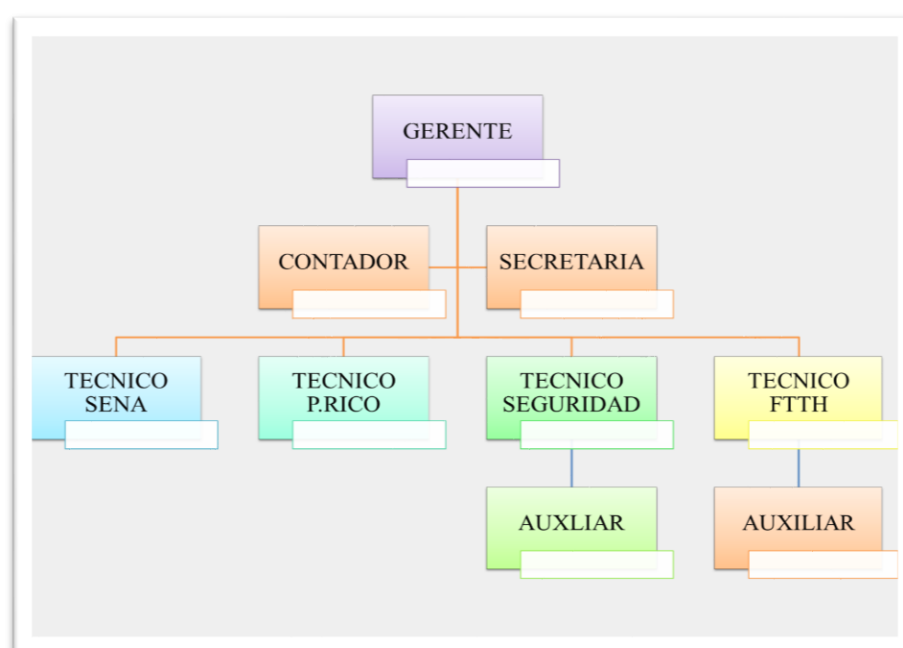 GERENTE
CONTADOR
SECRETARIA
TECNICO
SENA
TECNICO
P.RICO
TECNICO
SEGURIDAD
TECNICO
FTTH
AUXLIAR
AUXILIAR